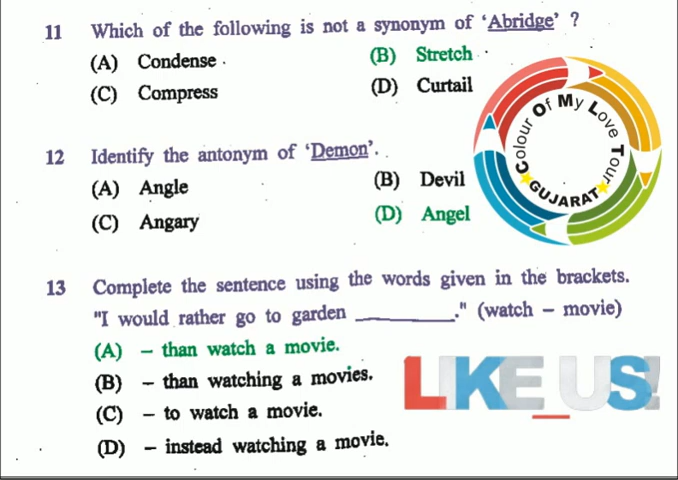 11 Which of the following is not a synonym of ‘Abridge’ ?
(A) Condense (B) Stretch
(C) Compress (D) Curtail
12 Identify the antonym of ‘Demon’.
(A) Angle (B) Devil
(C) Angary (D) Angel
13 Complete the sentence using the words given in the brackets.
"I would rather go to garden _________." (watch – movie)
(A) – than watch a movie.
(B) – than watching a movies.
(C) – to watch a movie.
(D) – instead watching a movie.
Colour Of My Love Tour
GUJARAT
LIKE_US!